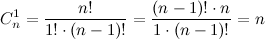 C_n^1 = \frac{n!}{1! \cdot (n-1)!} = \frac{(n-1)! \cdot n}{1 \cdot (n-1)!} = n